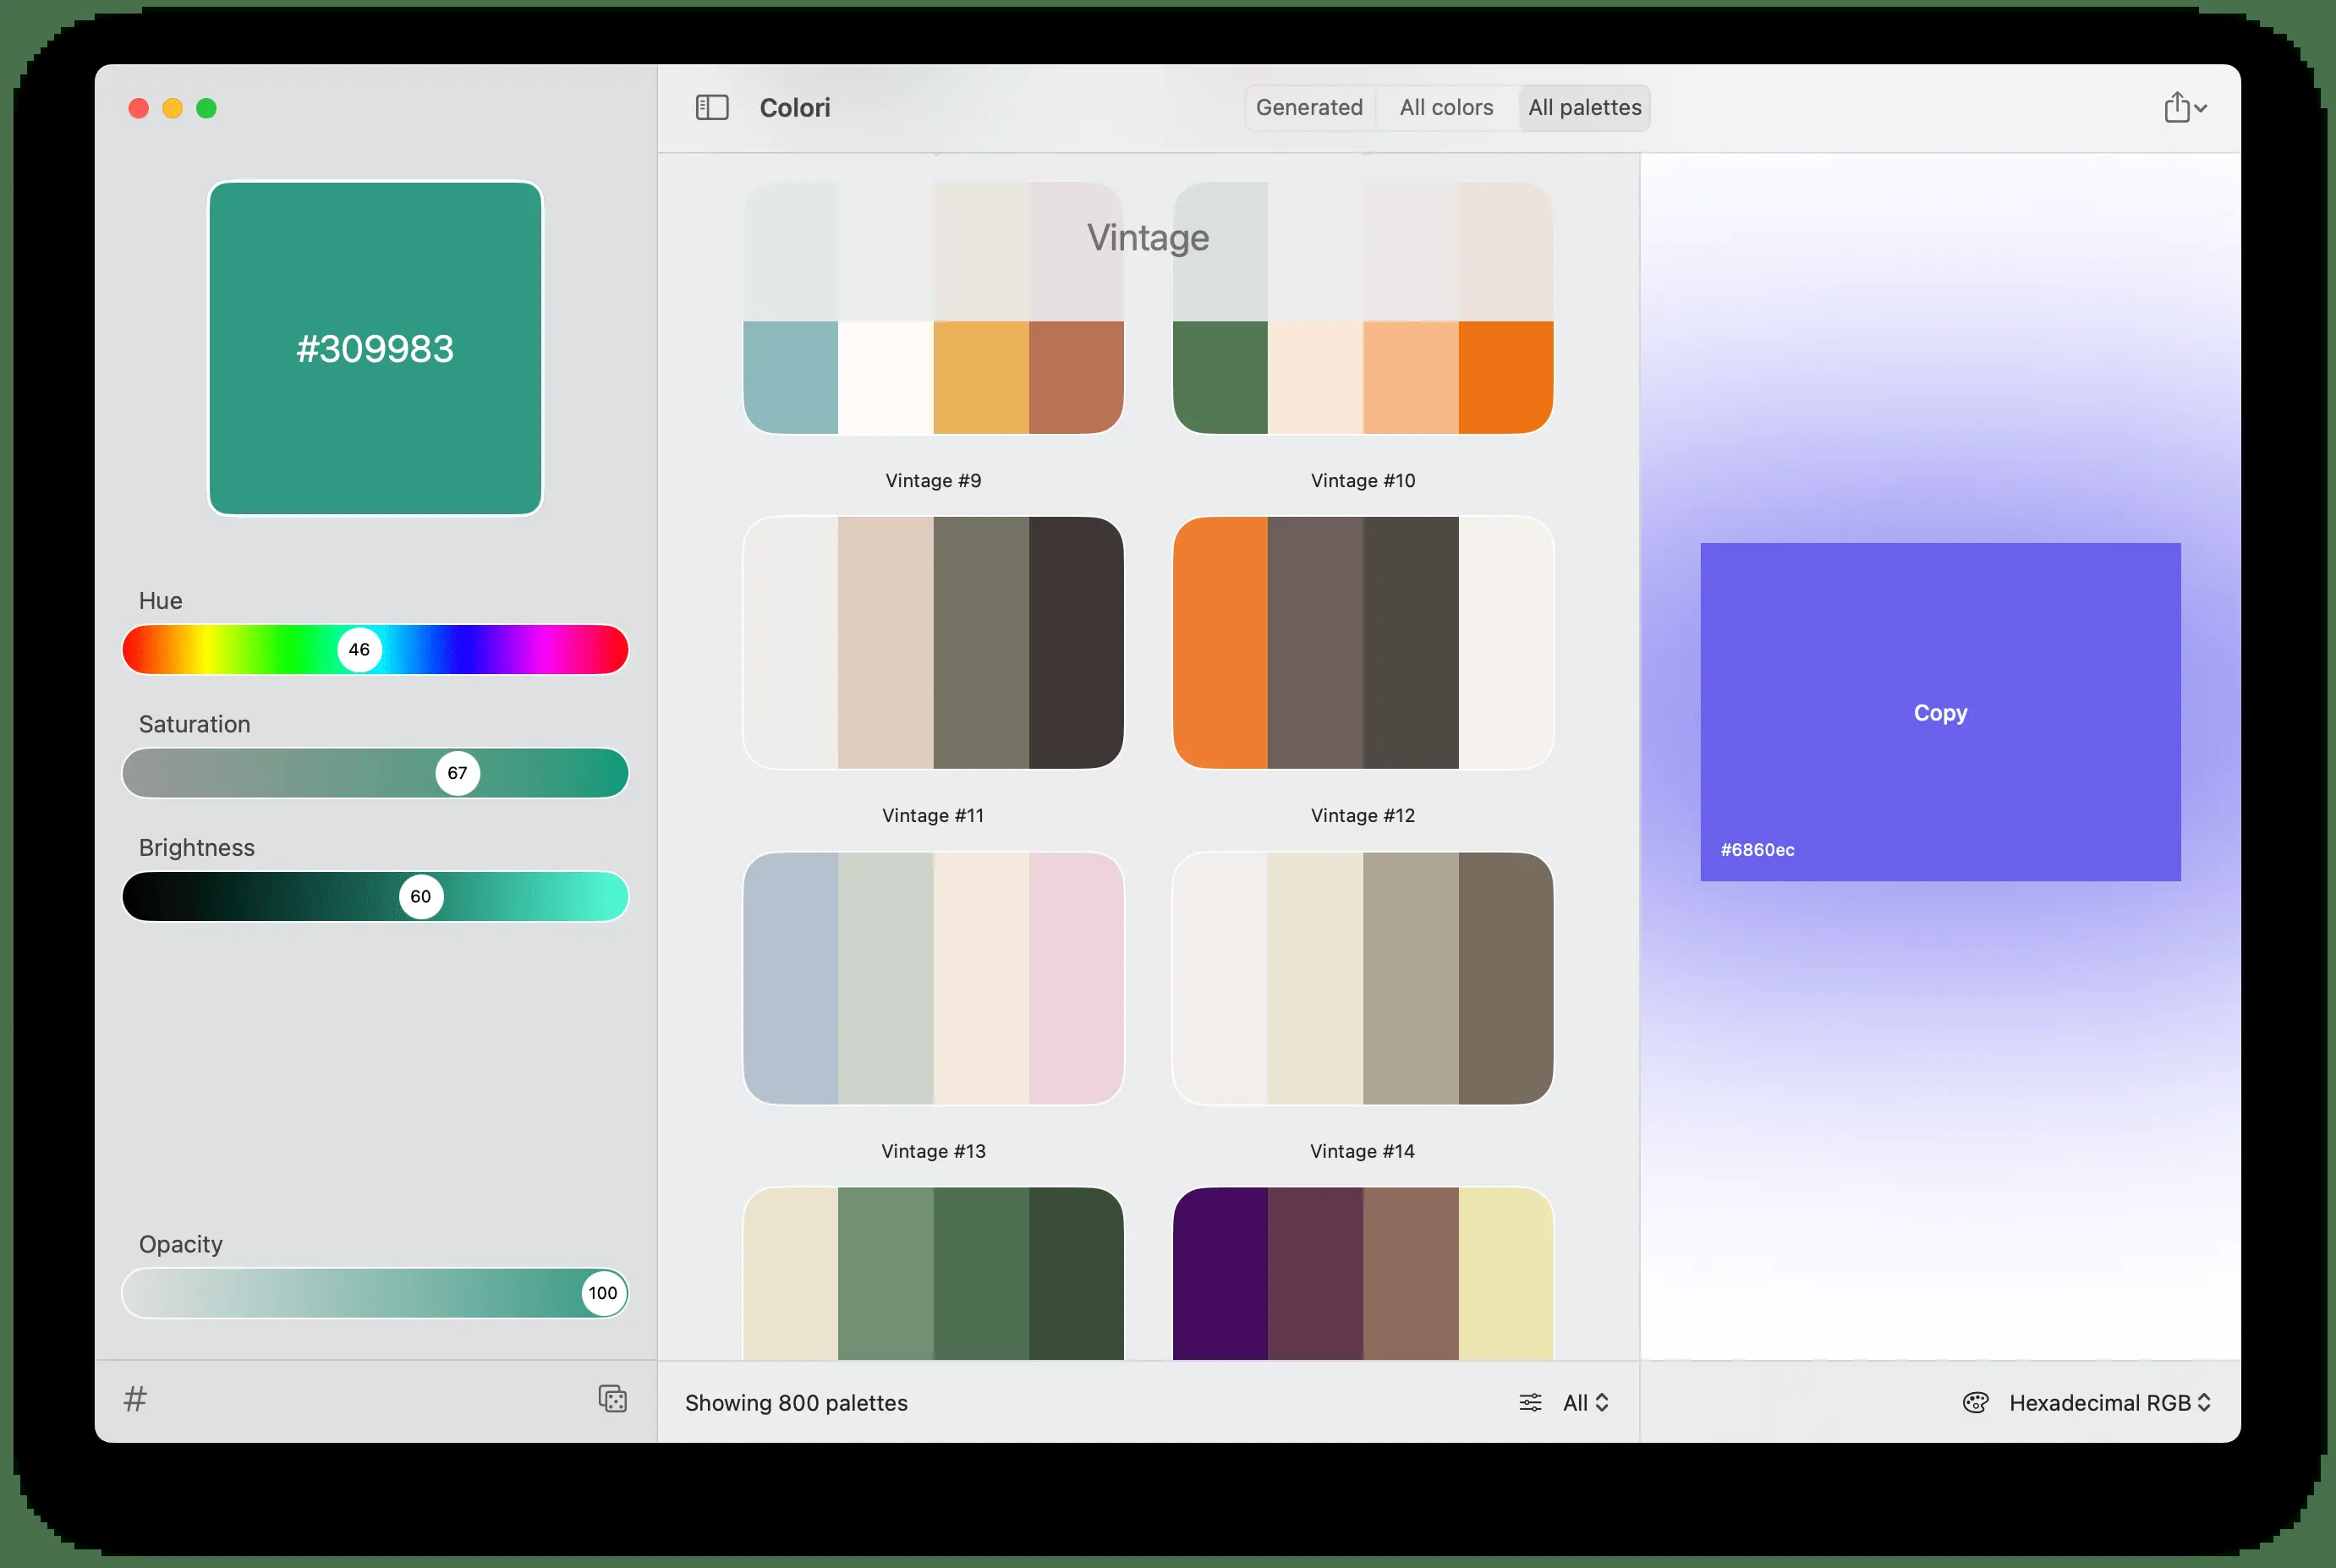 Colori
Generated
All colors
All palettes
#309983
Hue
46
Saturation
67
Brightness
60
Opacity
100
#
Vintage
Vintage #9
Vintage #10
Vintage #11
Vintage #12
Vintage #13
Vintage #14
Showing 800 palettes
All
Copy
#6860ec
Hexadecimal RGB